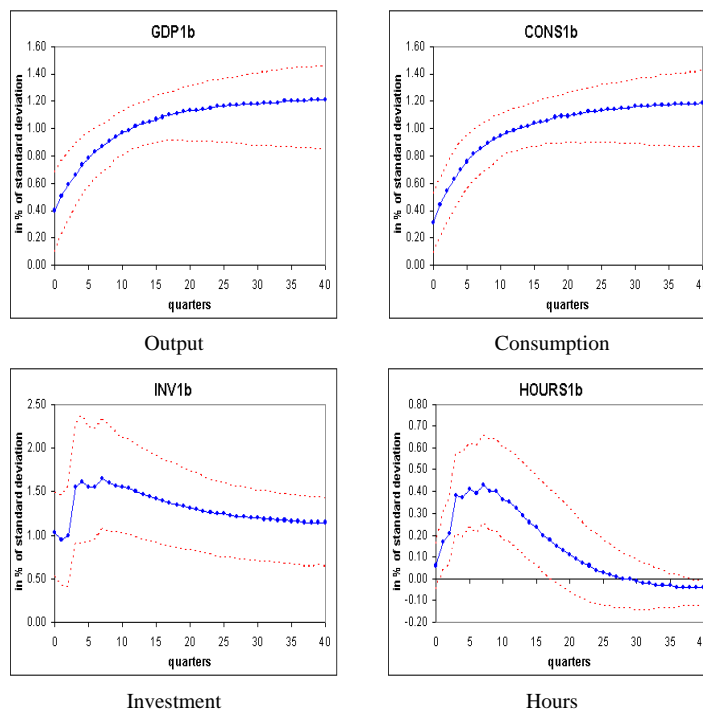 GDP1b
in % of standard deviation
1.60
1.40
1.20
1.00
0.80
0.60
0.40
0.20
0.00
0 5 10 15 20 25 30 35 40
quarters
Output
CONS1b
in % of standard deviation
1.60
1.40
1.20
1.00
0.80
0.60
0.40
0.20
0.00
0 5 10 15 20 25 30 35 40
quarters
Consumption
INV1b
in % of standard deviation
2.50
2.00
1.50
1.00
0.50
0.00
0 5 10 15 20 25 30 35 40
quarters
Investment
HOURS1b
in % of standard deviation
0.80
0.70
0.60
0.50
0.40
0.30
0.20
0.10
0.00
-0.10
-0.20
0 5 10 15 20 25 30 35 40
quarters
Hours